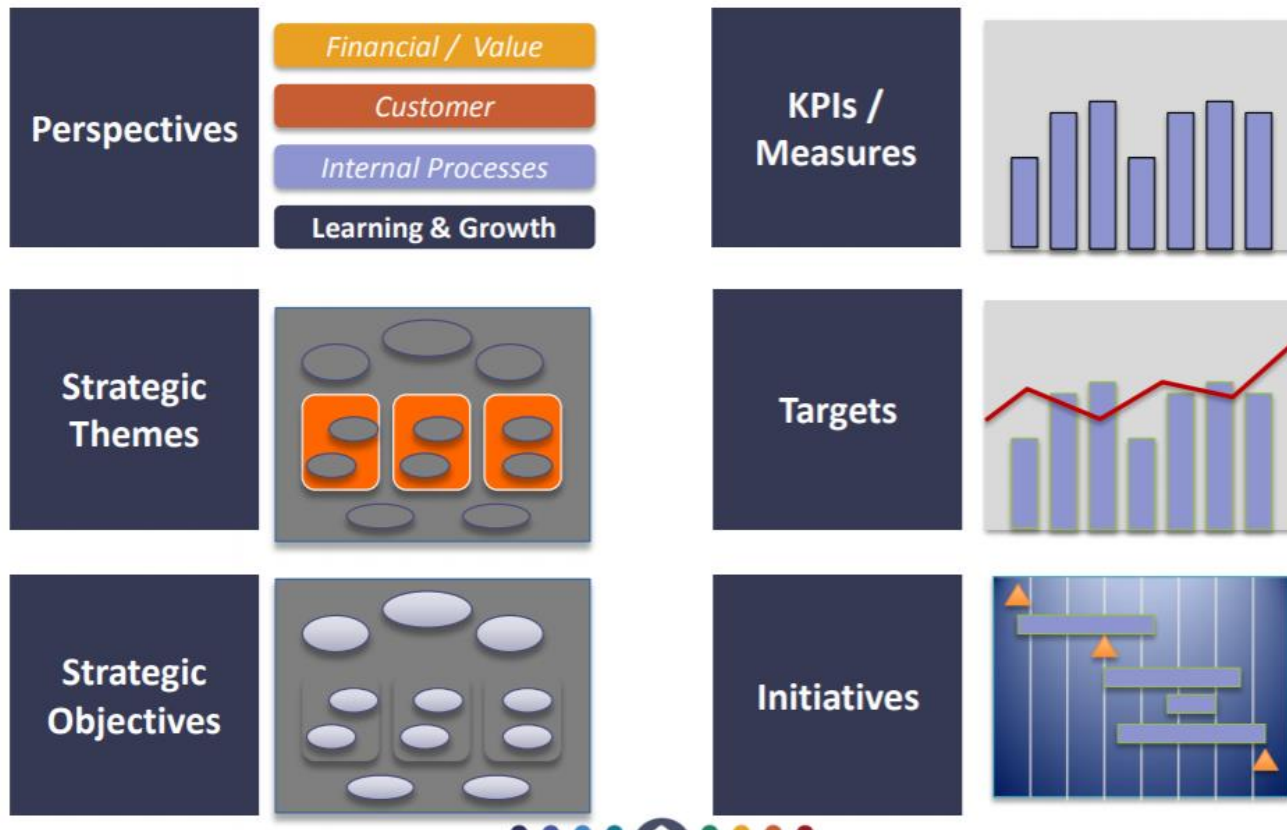 Perspectives
Financial / Value
Customer
Internal Processes
Learning & Growth
KPIs /
Measures
Strategic
Themes
Targets
Strategic
Objectives
Initiatives